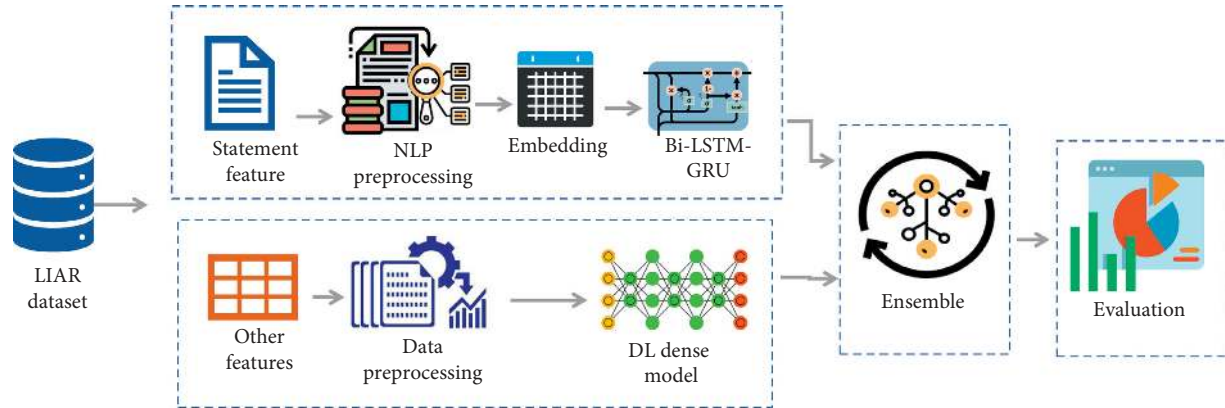 LIAR
dataset
Statement
feature
NLP
preprocessing
Embedding
Bi-LSTM-
GRU
Other
features
Data
preprocessing
DL dense
model
Ensemble
Evaluation